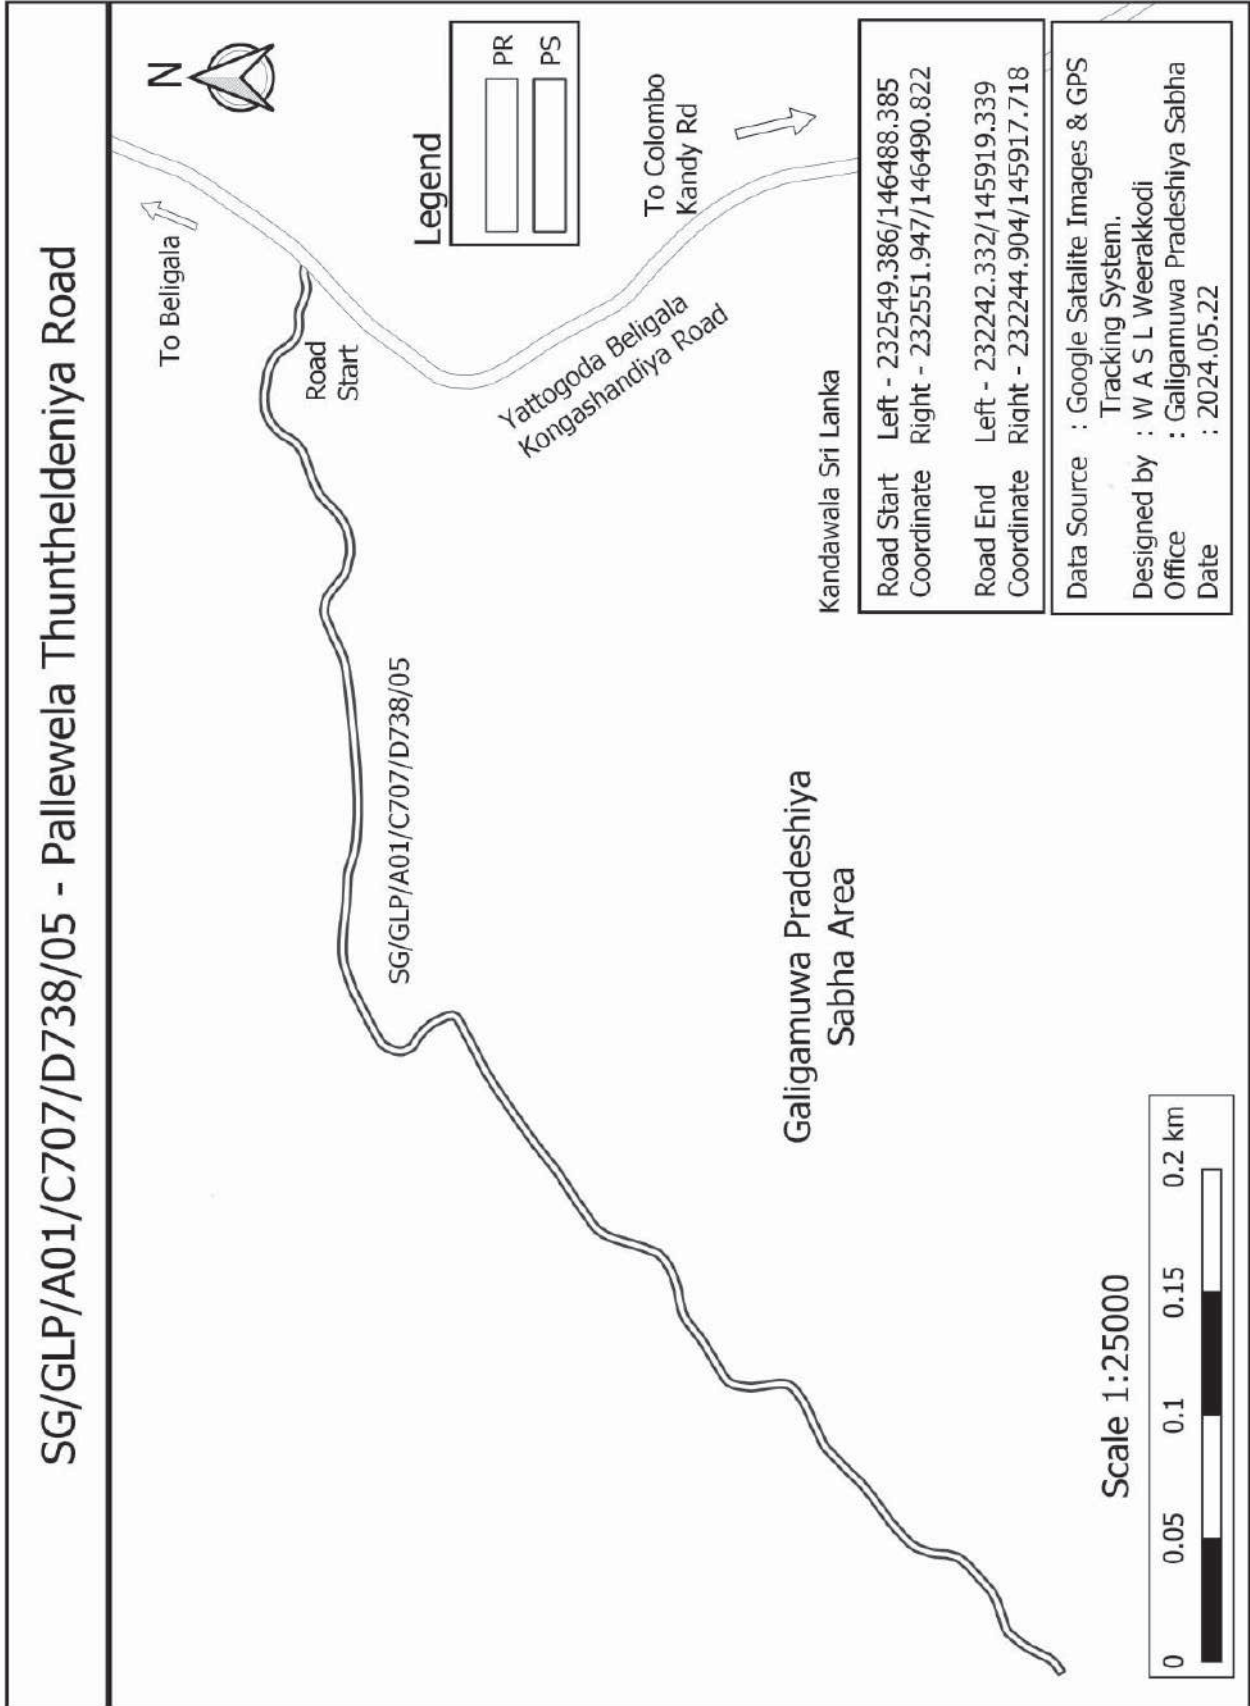 SG/GLP/A01/C707/D738/05 - Pallewela Thuntheldeniya Road
N
To Beligala
Road
Start
Legend
PR
PS
To Colombo
Kandy Rd
Yattogoda Beligala
Kongashandiya Road
SG/GLP/A01/C707/D738/05
Galigamuwa Pradeshiya
Sabha Area
Kandawala Sri Lanka
Road Start Left - 232549.386/146488.385
Coordinate Right - 232551.947/146490.822
Road End Left - 232242.332/145919.339
Coordinate Right - 232244.904/145917.718
Data Source : Google Satalite Images & GPS
Tracking System.
Designed by : W A S L Weerakkodi
Office : Galigamuwa Pradeshiya Sabha
Date : 2024.05.22
Scale 1:25000
0 0.05 0.1 0.15 0.2 km